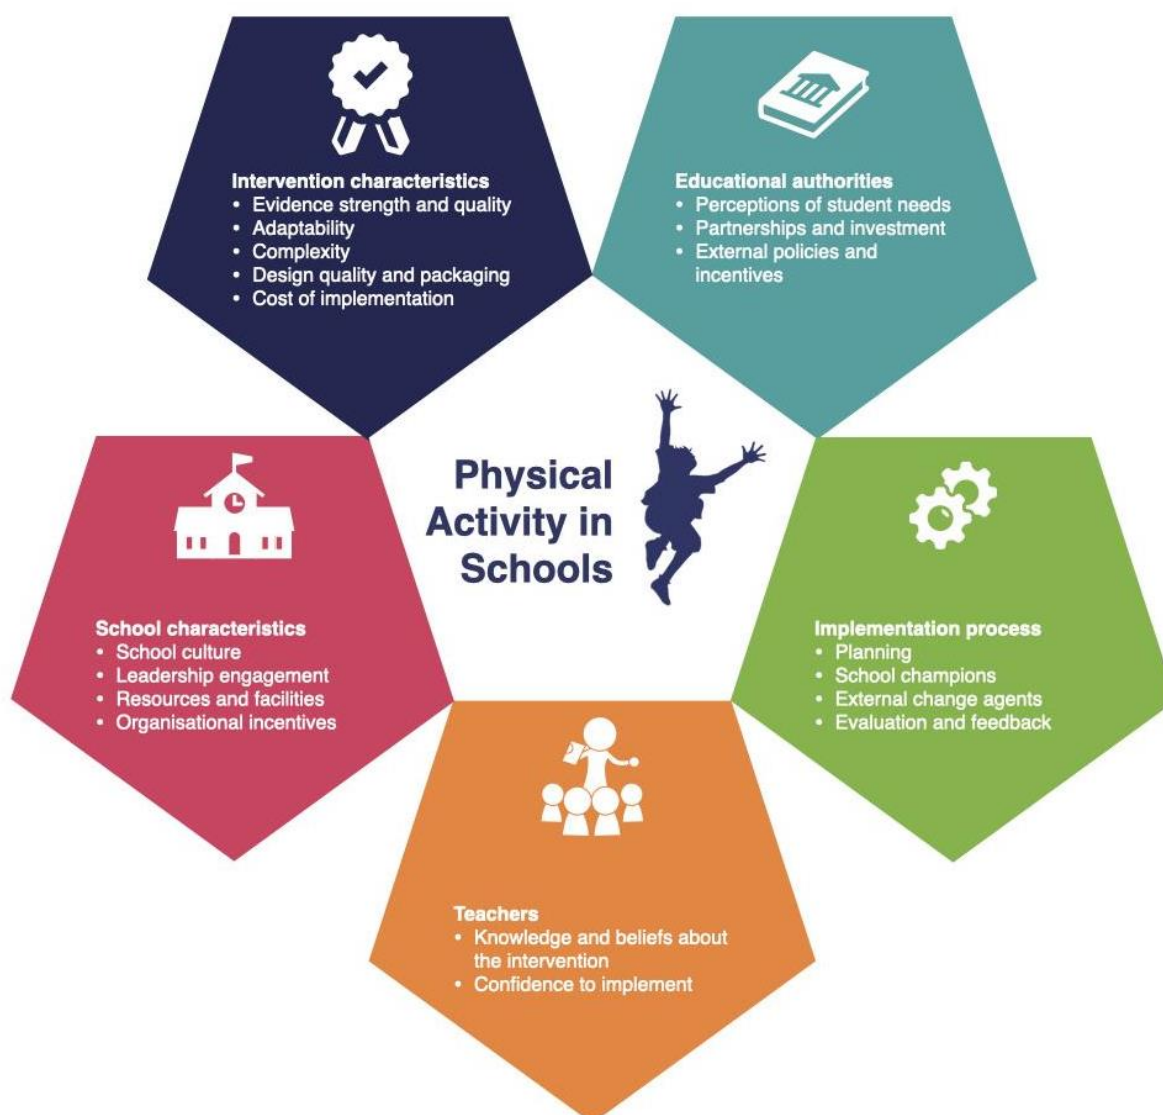 Intervention characteristics
• Evidence strength and quality
• Adaptability
• Complexity
• Design quality and packaging
• Cost of implementation
Educational authorities
• Perceptions of student needs
• Partnerships and investment
• External policies and
incentives
Physical
Activity in
Schools
School characteristics
• School culture
• Leadership engagement
• Resources and facilities
• Organisational incentives
Implementation process
• Planning
• School champions
• External change agents
• Evaluation and feedback
Teachers
• Knowledge and beliefs about
the intervention
• Confidence to implement